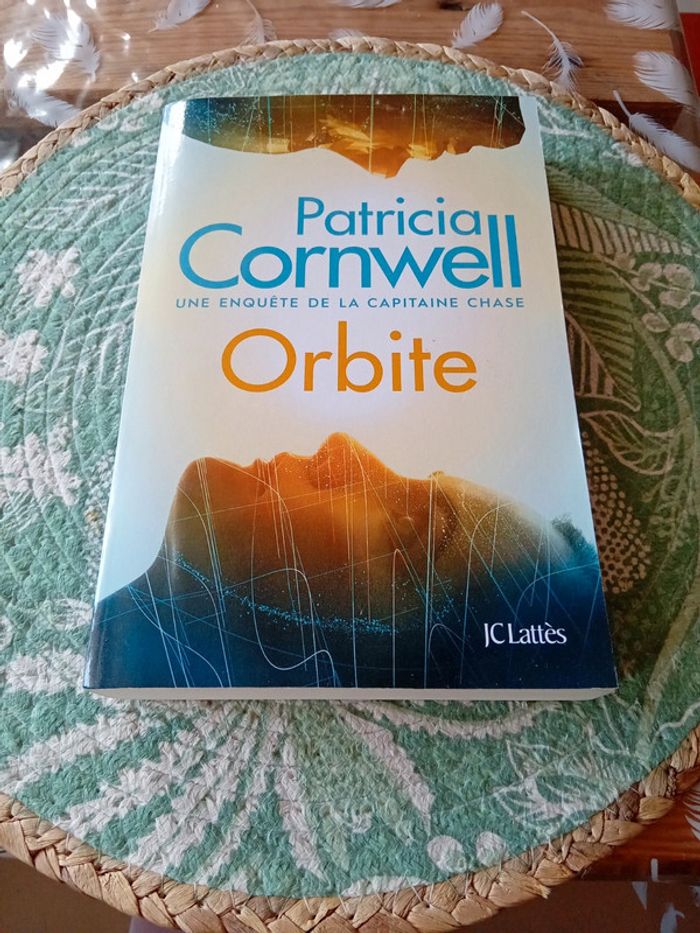 Patricia
Cornwell
UNE ENQUÊTE DE LA CAPITAINE CHASE
Orbite
JC Lattès